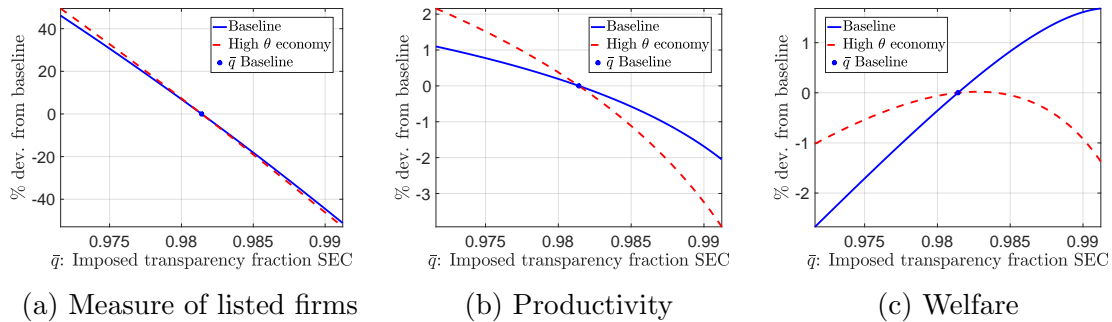 40
20
0
-20
-40
% dev. from baseline
Baseline
High θ economy
q̄ Baseline
0.975 0.98 0.985 0.99
q̄: Imposed transparency fraction SEC
(a) Measure of listed firms
2
1
0
-1
-2
-3
% dev. from baseline
Baseline
High θ economy
q̄ Baseline
0.975 0.98 0.985 0.99
q̄: Imposed transparency fraction SEC
(b) Productivity
1
0
-1
-2
% dev. from baseline
Baseline
High θ economy
q̄ Baseline
0.975 0.98 0.985 0.99
q̄: Imposed transparency fraction SEC
(c) Welfare